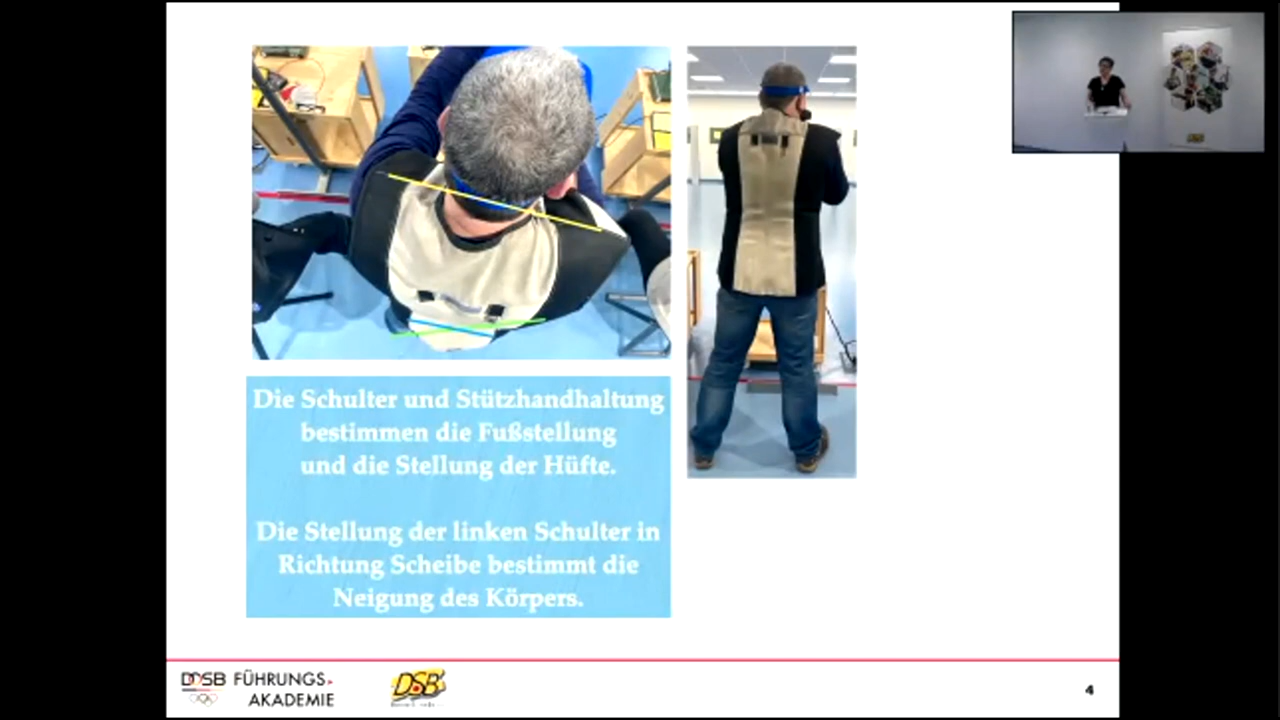 Die Schulter und Stützhandhaltung
bestimmen die Fußstellung
und die Stellung der Hüfte.
Die Stellung der linken Schulter in
Richtung Scheibe bestimmt die
Neigung des Körpers.
DOSB FÜHRUNGS
AKADEMIE
DSB
4